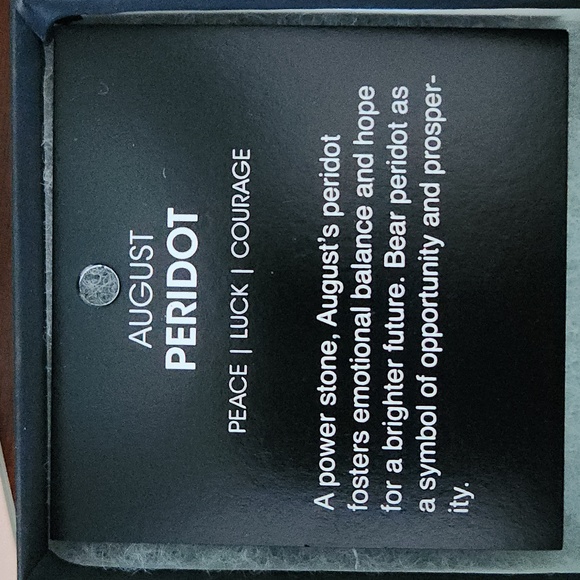 AUGUST
PERIDOT
PEACE | LUCK | COURAGE
A power stone, August's peridot
fosters emotional balance and hope
for a brighter future. Bear peridot as
a symbol of opportunity and prosper-
ity.